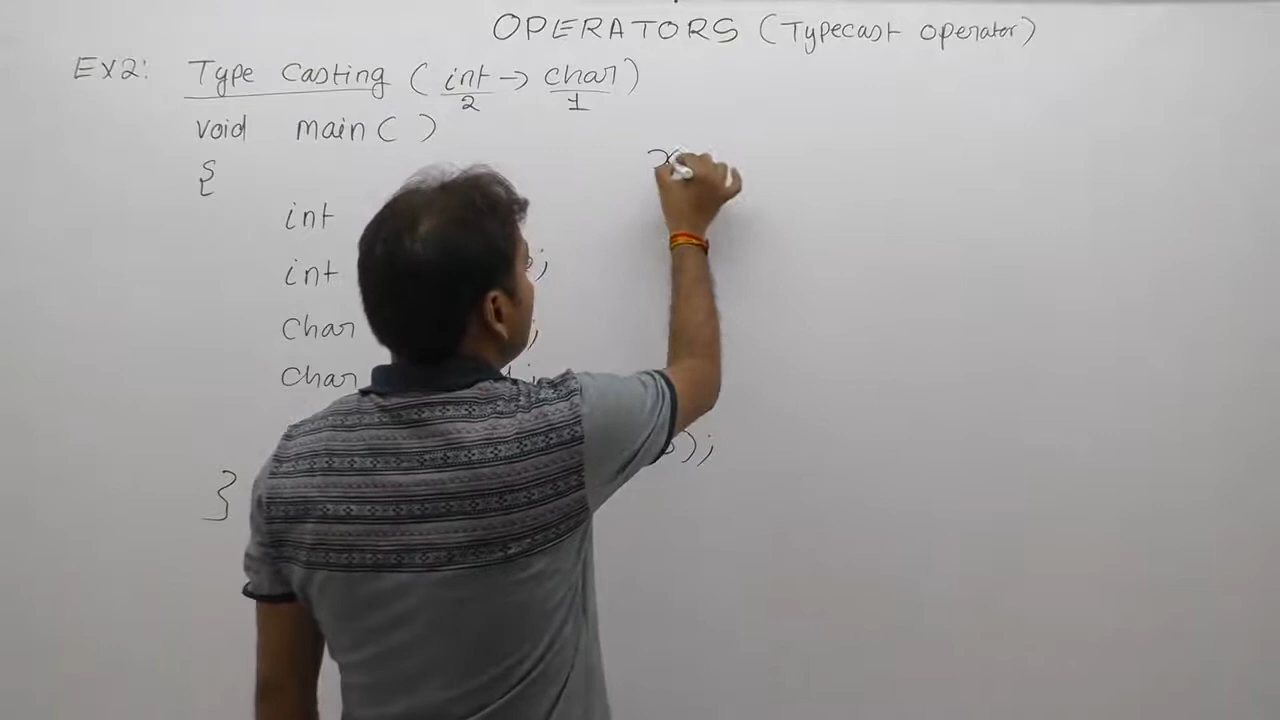 OPERATORS (Typecast operator)
Ex2: Type Casting ( int/2 → char/1 )
void main( )
{
int
int ;
char ;
char ;
);
}
x